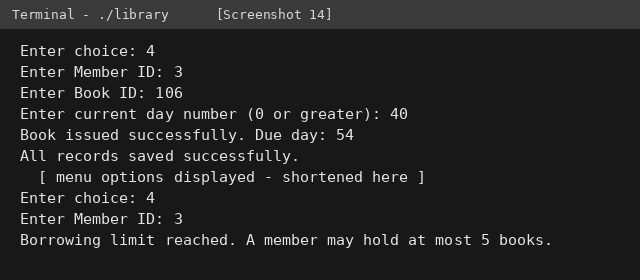 Terminal - ./library      [Screenshot 14]
Enter choice: 4
Enter Member ID: 3
Enter Book ID: 106
Enter current day number (0 or greater): 40
Book issued successfully. Due day: 54
All records saved successfully.
  [ menu options displayed - shortened here ]
Enter choice: 4
Enter Member ID: 3
Borrowing limit reached. A member may hold at most 5 books.